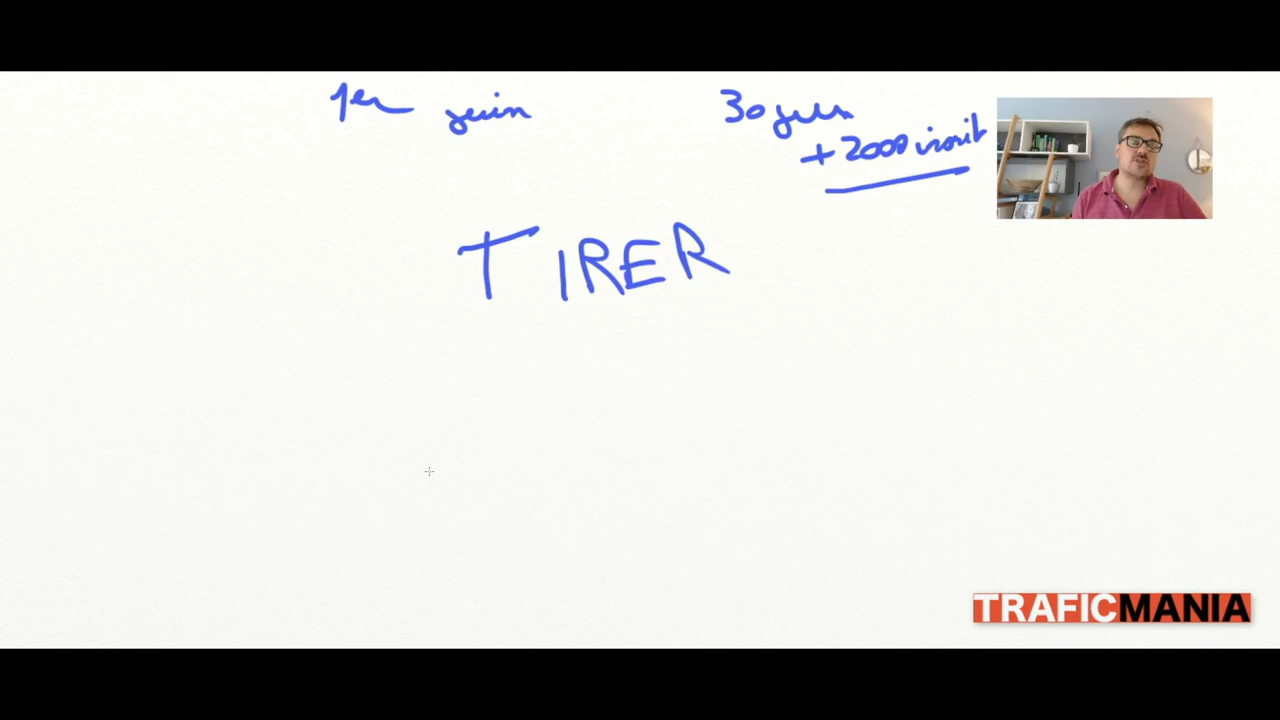 1er juin
30 juin
+ 2000 visit
TIRER
TRAFICMANIA